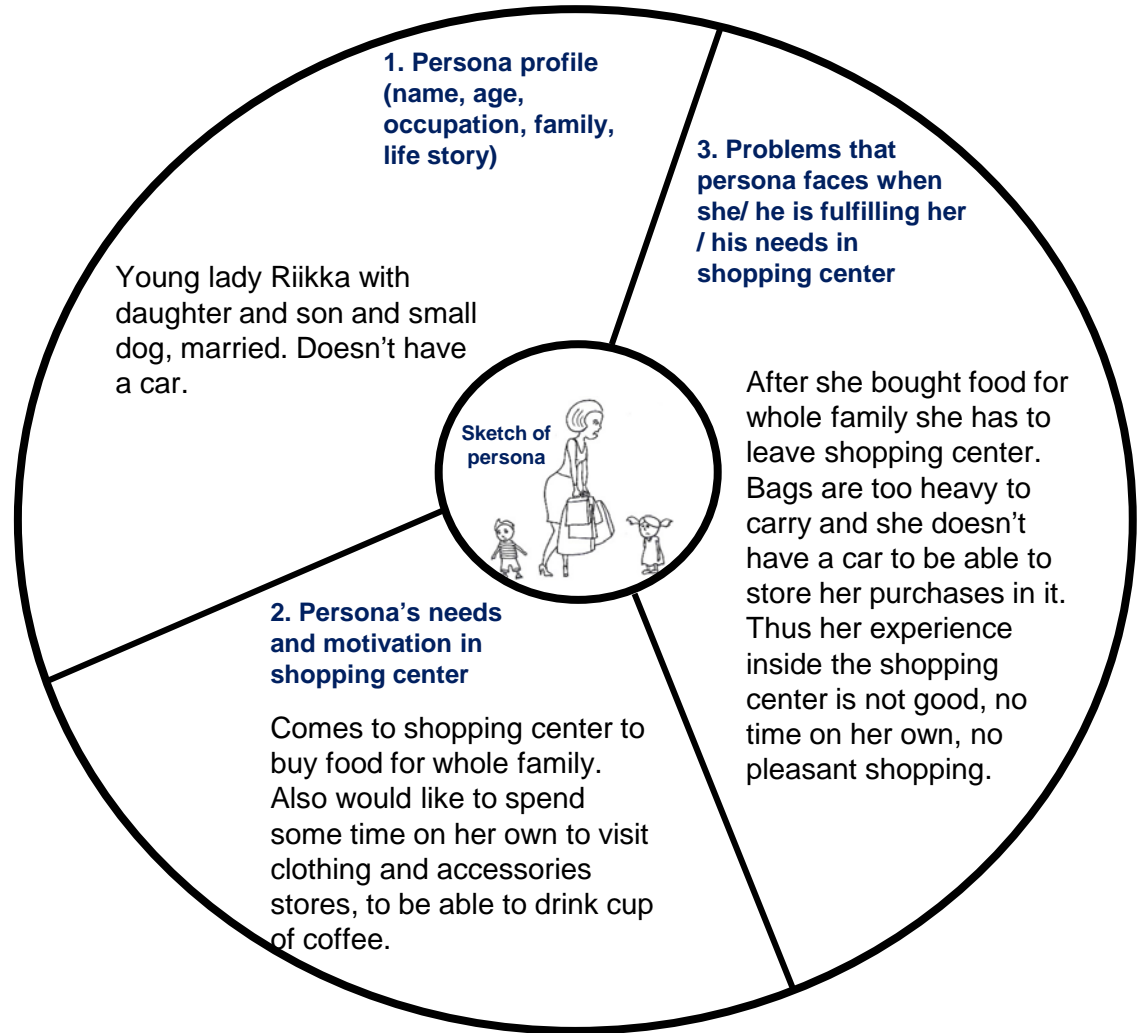 1. Persona profile
(name, age,
occupation, family,
life story)
Young lady Riikka with
daughter and son and small
dog, married. Doesn't have
a car.
Sketch of
persona
2. Persona's needs
and motivation in
shopping center
Comes to shopping center to
buy food for whole family.
Also would like to spend
some time on her own to visit
clothing and accessories
stores, to be able to drink cup
of coffee.
3. Problems that
persona faces when
she/ he is fulfilling her
/ his needs in
shopping center
After she bought food for
whole family she has to
leave shopping center.
Bags are too heavy to
carry and she doesn't
have a car to be able to
store her purchases in it.
Thus her experience
inside the shopping
center is not good, no
time on her own, no
pleasant shopping.